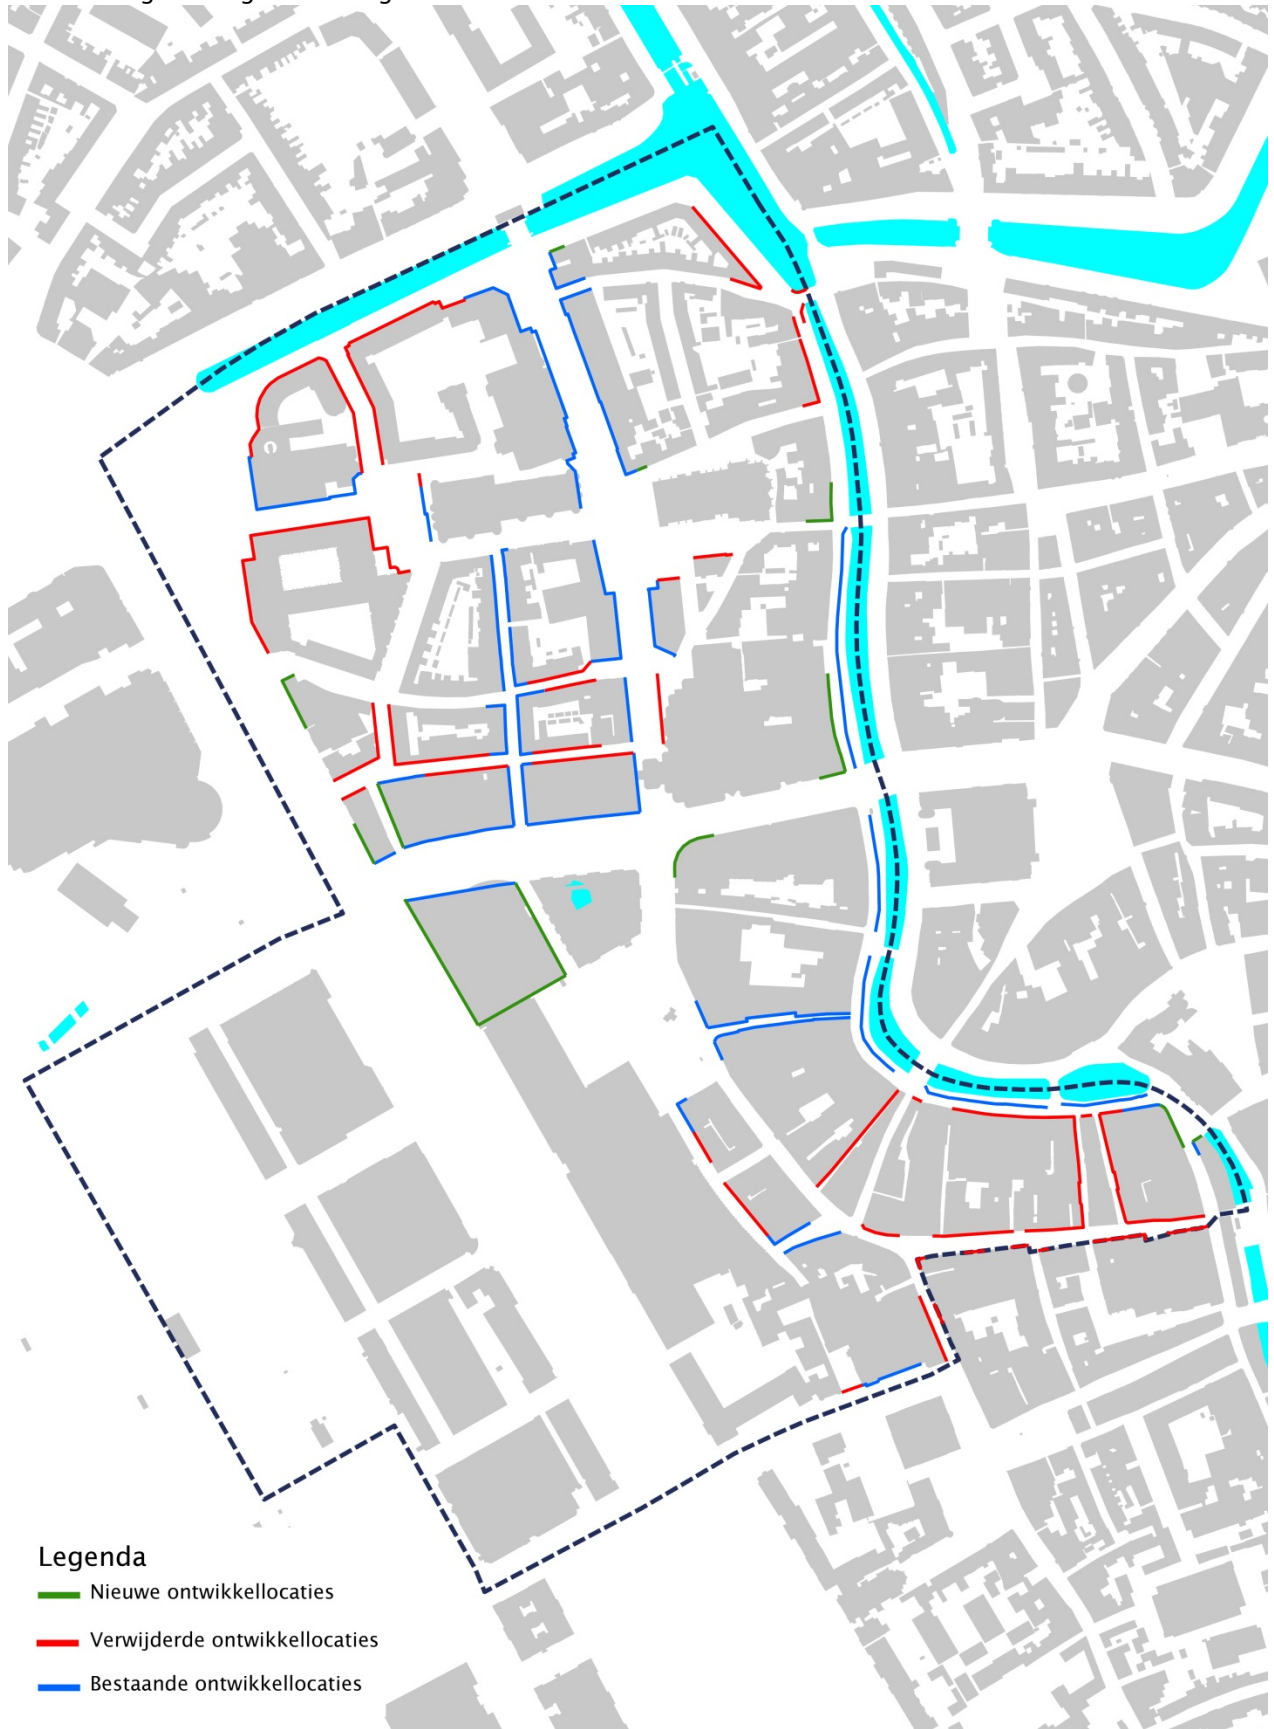 Legenda
Nieuwe ontwikkellocaties
Verwijderde ontwikkellocaties
Bestaande ontwikkellocaties